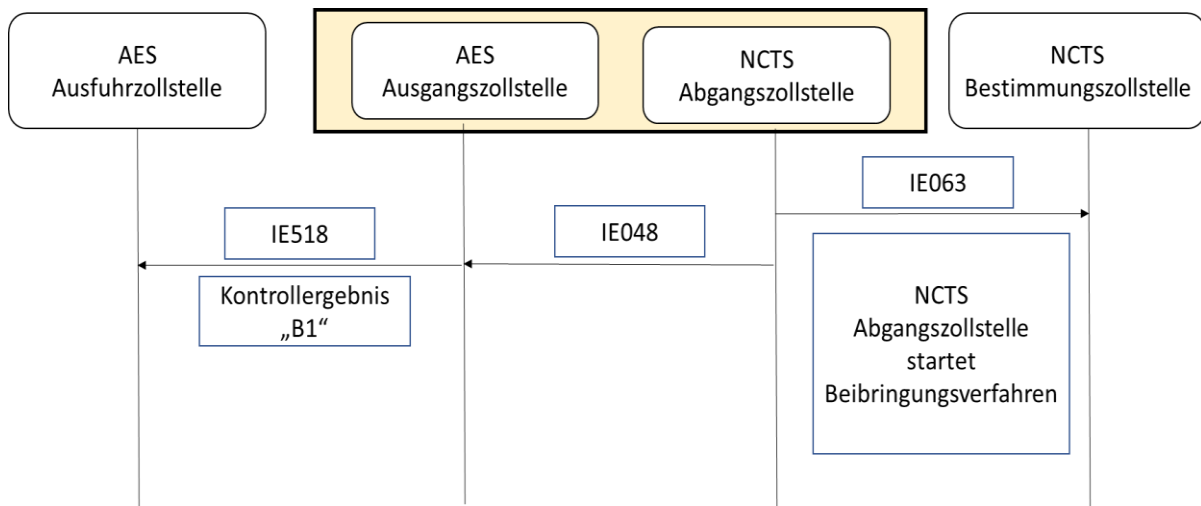 AES
Ausfuhrzollstelle
AES
Ausgangszollstelle
NCTS
Abgangszollstelle
NCTS
Bestimmungszollstelle
IE063
IE518
IE048
Kontrollergebnis
„B1“
NCTS
Abgangszollstelle
startet
Beibringungsverfahren